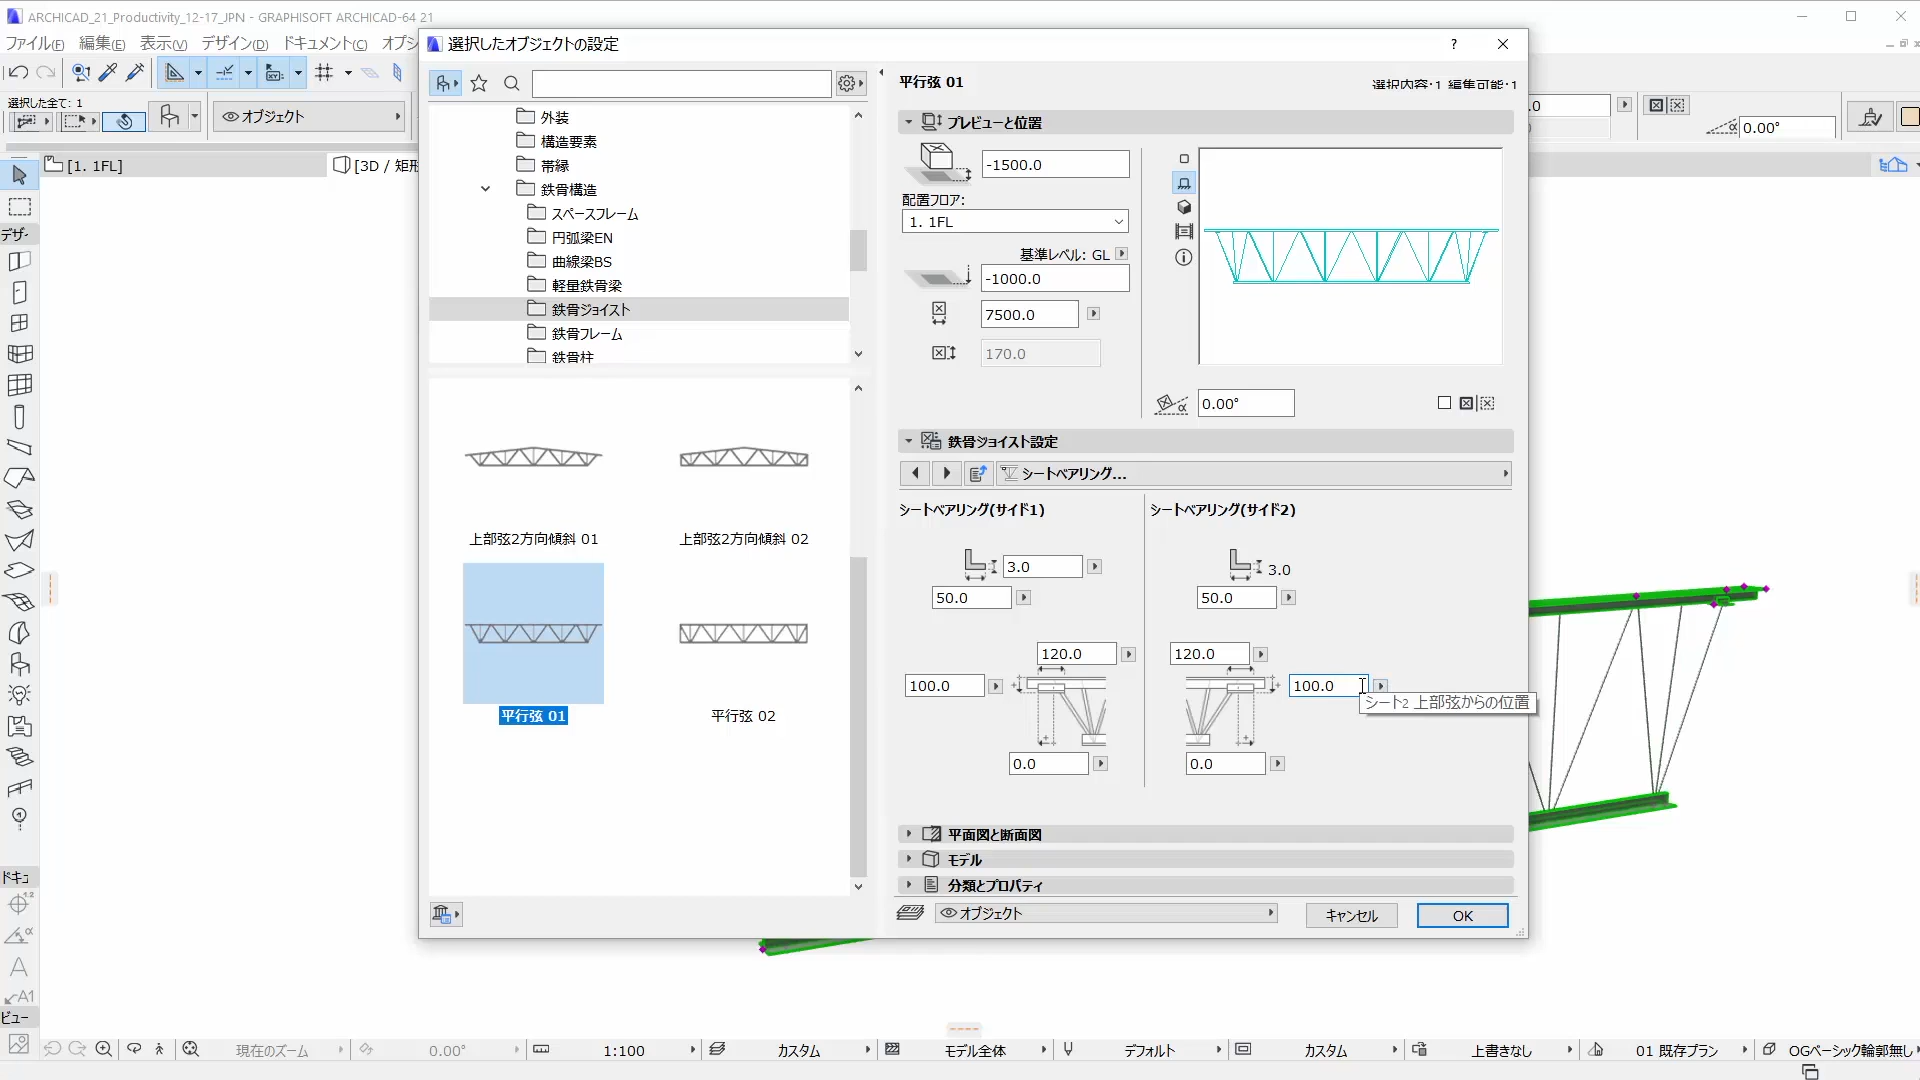 ARCHICAD_21_Productivity_12-17_JPN - GRAPHISOFT ARCHICAD-64 21
ファイル(F) 編集(E) 表示(V) デザイン(D) ドキュメント(C) オプシ
選択したオブジェクトの設定
?
選択した全て: 1
オブジェクト
[1. 1FL]
[3D / 矩形
デザ
ドキュ
ビュー
外装
構造要素
帯縁
鉄骨構造
スペースフレーム
円弧梁EN
曲線梁BS
軽量鉄骨梁
鉄骨ジョイスト
鉄骨フレーム
鉄骨柱
上部弦2方向傾斜 01
上部弦2方向傾斜 02
平行弦 01
平行弦 02
平行弦 01
選択内容:1 編集可能:1
プレビューと位置
-1500.0
配置フロア:
1. 1FL
基準レベル: GL
-1000.0
7500.0
170.0
α 0.00°
鉄骨ジョイスト設定
シートベアリング...
シートベアリング(サイド1)
シートベアリング(サイド2)
3.0
3.0
50.0
50.0
120.0
120.0
100.0
100.0
シート2 上部弦からの位置
0.0
0.0
平面図と断面図
モデル
分類とプロパティ
オブジェクト
キャンセル
OK
.0
α 0.00°
1.2
α
A
A1
現在のズーム
0.00°
1:100
カスタム
モデル全体
デフォルト
カスタム
上書きなし
01 既存プラン
OGベーシック輪郭無し